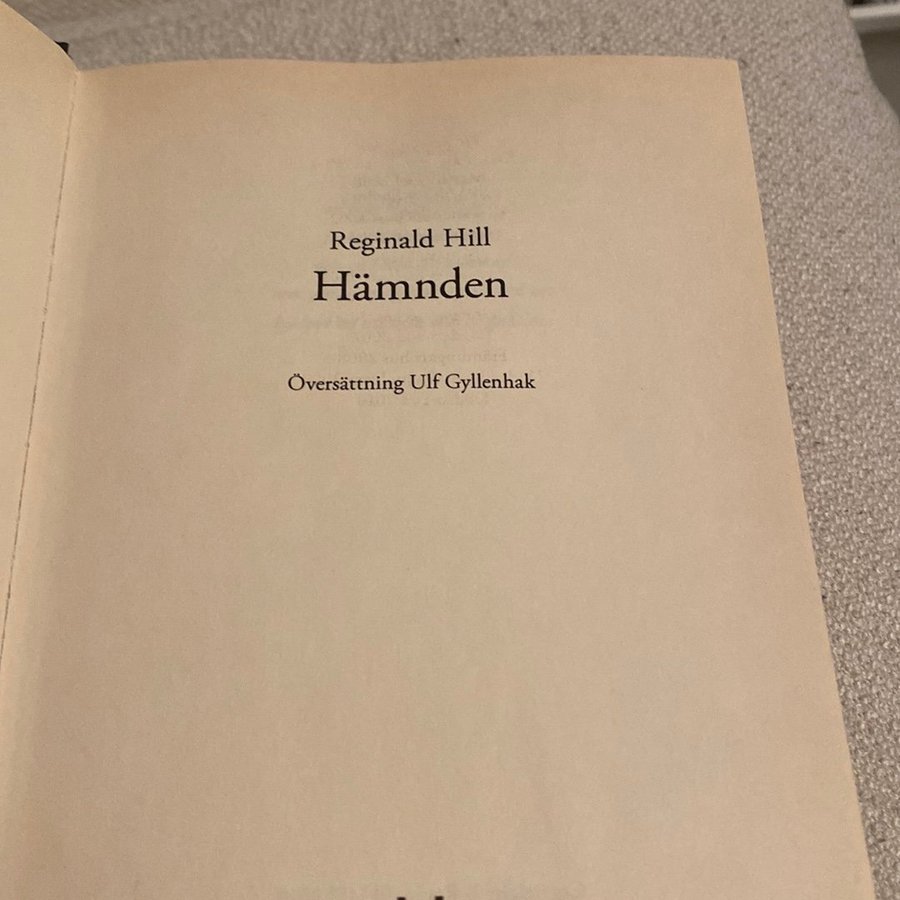 Reginald Hill
Hämnden
Översättning Ulf Gyllenhak